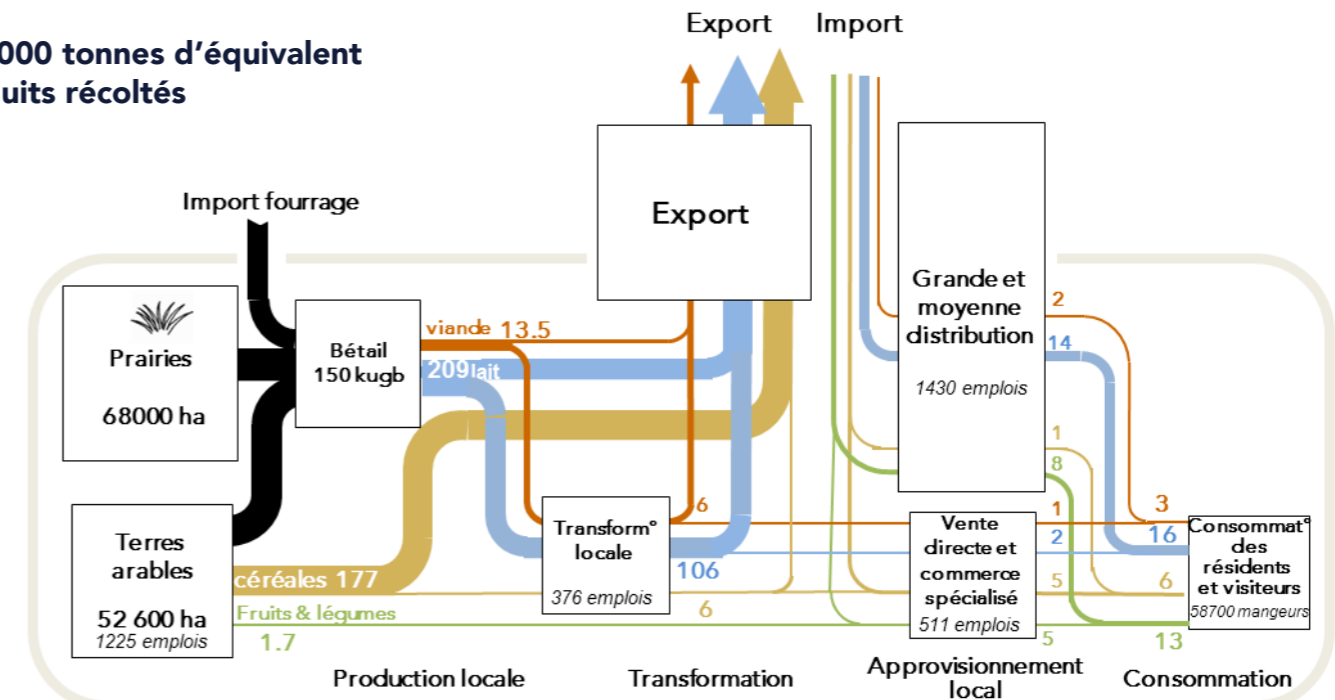 000 tonnes d'équivalent
uits récoltés
Export
Import
Import fourrage
Export
Prairies
68000 ha
Bétail
150 kugb
viande 13.5
209 lait
Grande et
moyenne
distribution
1430 emplois
2
14
1
8
Terres
arables
52 600 ha
1225 emplois
céréales 177
Fruits & légumes
1.7
Transform°
locale
376 emplois
6
106
6
Vente
directe et
commerce
spécialisé
511 emplois
1
2
5
5
3
16
6
13
Consommat°
des
résidents
et visiteurs
58700 mangeurs
Production locale
Transformation
Approvisionnement
local
Consommation